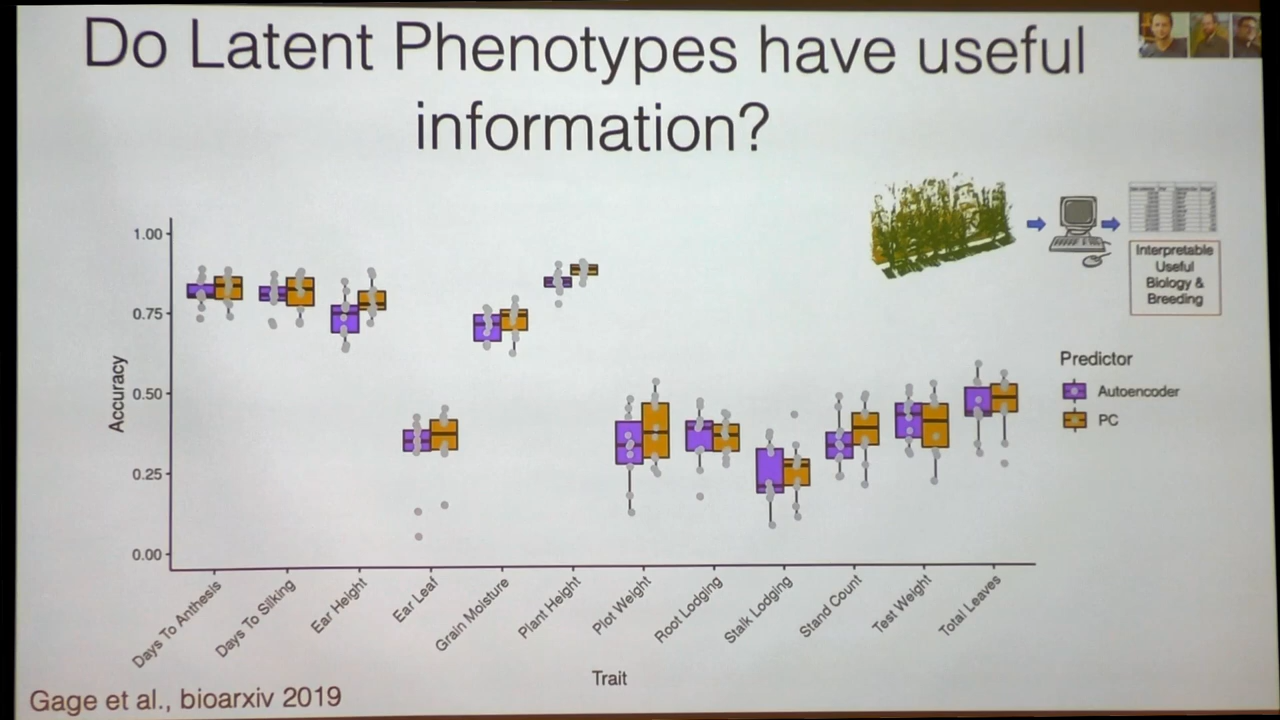 Do Latent Phenotypes have useful
information?
Interpretable
Useful
Biology &
Breeding
Predictor
Autoencoder
PC
Accuracy
1.00
0.75
0.50
0.25
0.00
Days To Anthesis
Days To Silking
Ear Height
Ear Leaf
Grain Moisture
Plant Height
Plot Weight
Root Lodging
Stalk Lodging
Stand Count
Test Weight
Total Leaves
Trait
Gage et al., bioarxiv 2019